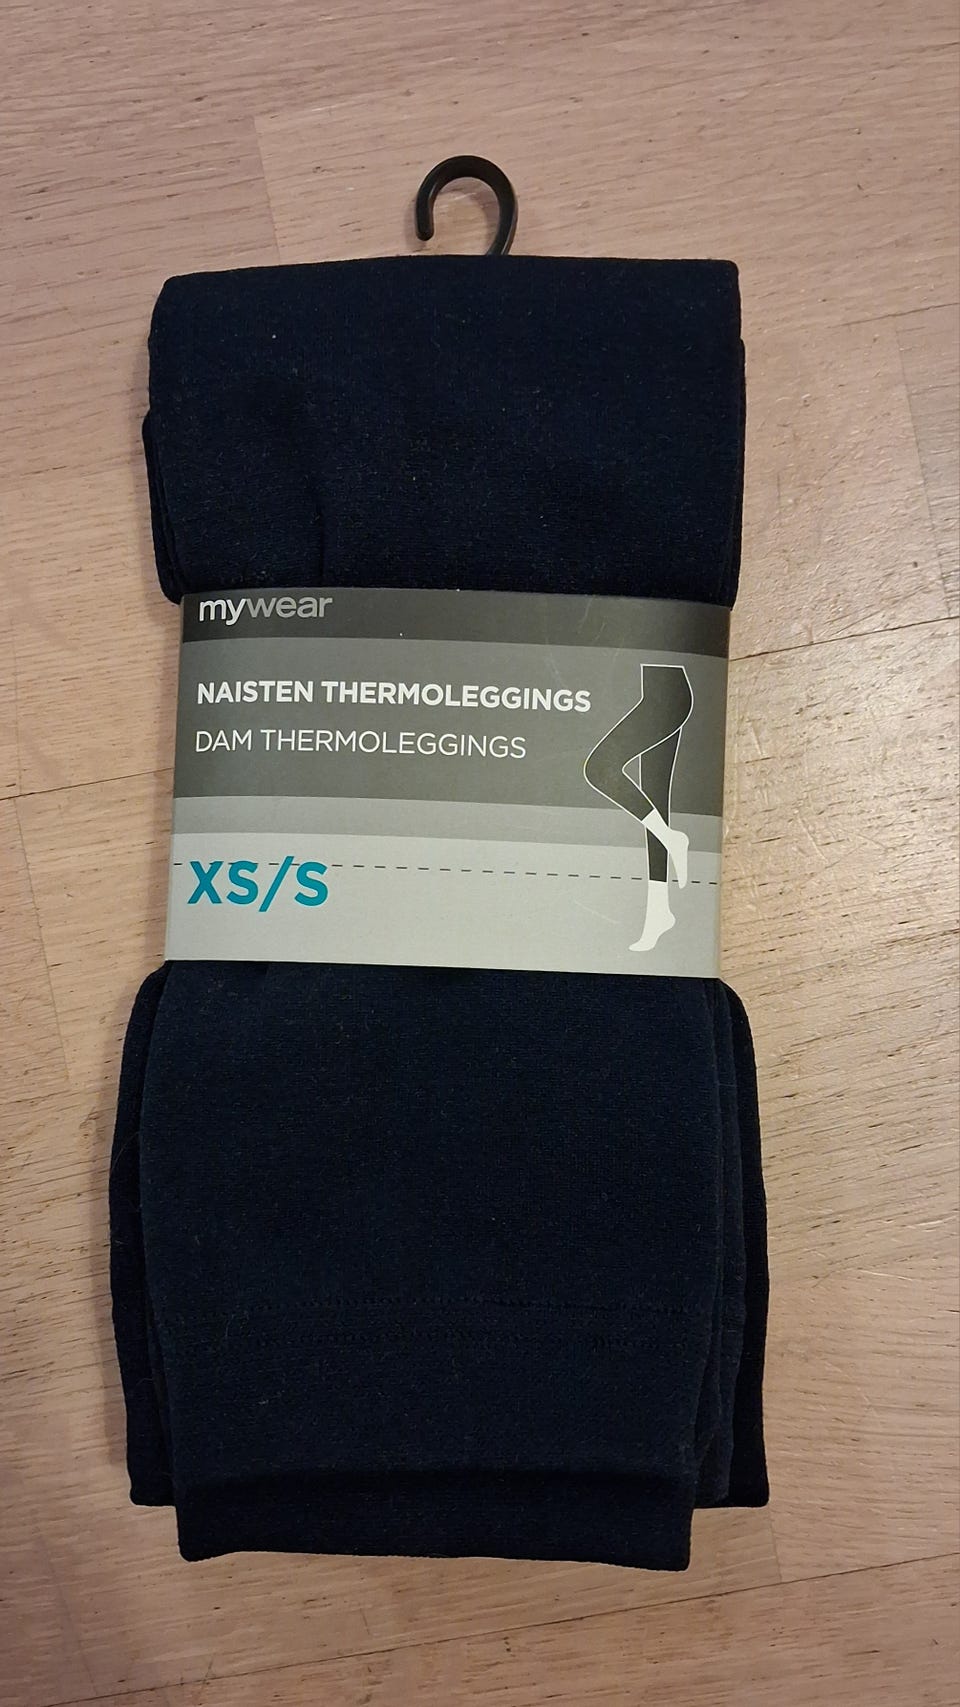 mywear
NAISTEN THERMOLEGGINGS
DAM THERMOLEGGINGS
XS/S